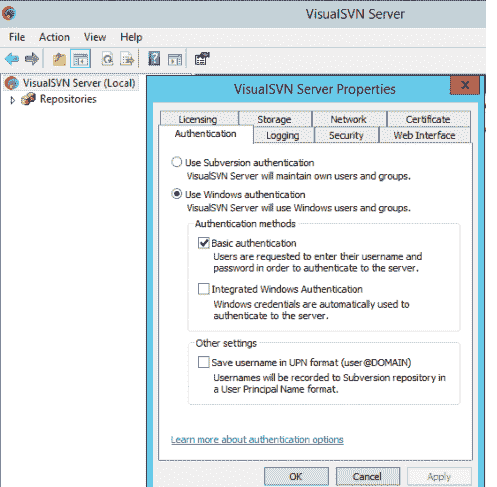 VisualSVN Server
File Action View Help
VisualSVN Server (Local)
Repositories
VisualSVN Server Properties
Licensing Storage Network Certificate
Authentication Logging Security Web Interface
Use Subversion authentication
VisualSVN Server will maintain own users and groups.
Use Windows authentication
VisualSVN Server will use Windows users and groups.
Authentication methods
Basic authentication
Users are requested to enter their username and
password in order to authenticate to the server.
Integrated Windows Authentication
Windows credentials are automatically used to
authenticate to the server.
Other settings
Save username in UPN format (user@DOMAIN)
Usernames will be recorded to Subversion repository in
a User Principal Name format.
Learn more about authentication options
OK Cancel Apply